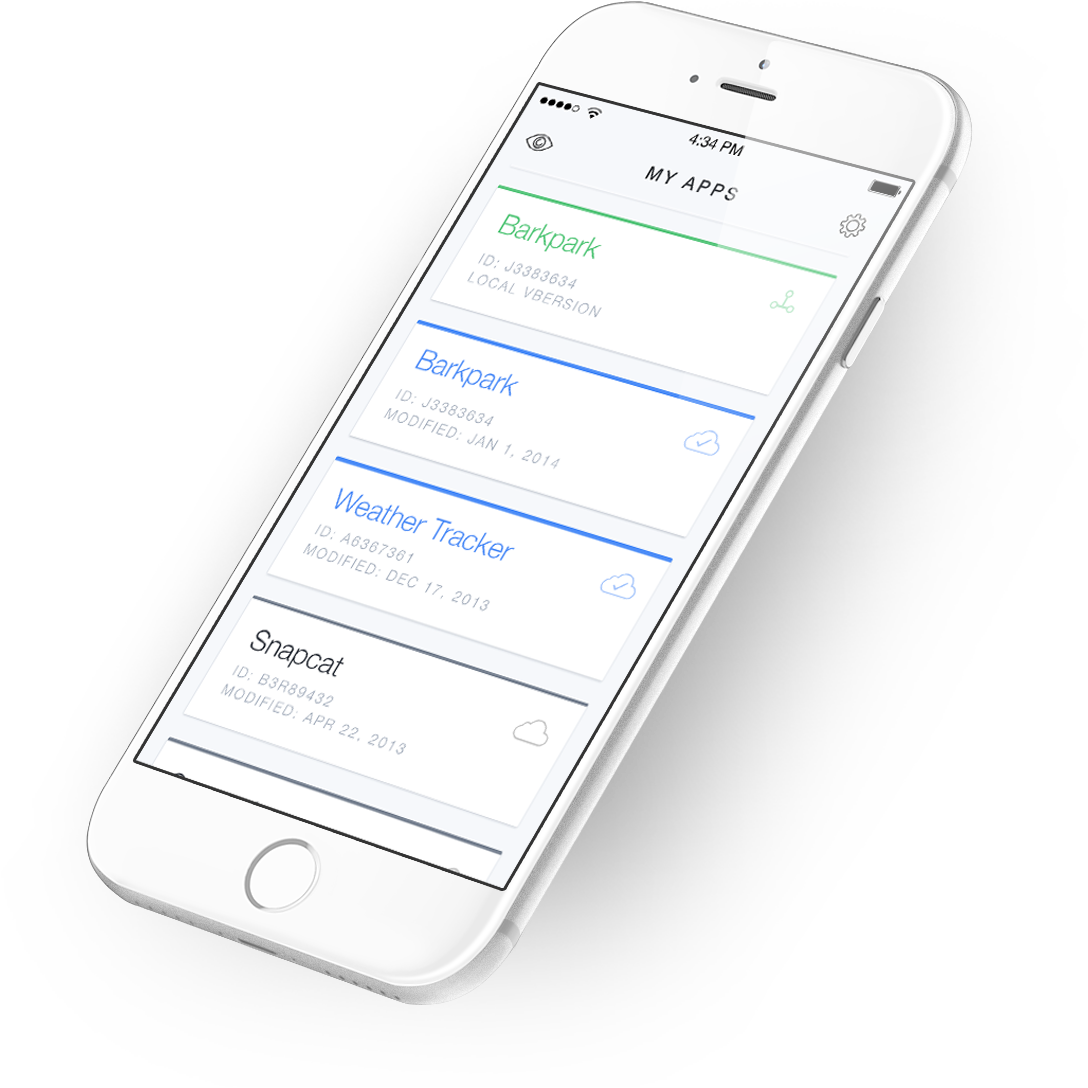 4:34 PM
MY APPS
Barkpark
ID: J3383634
LOCAL VBERSION
Barkpark
ID: J3383634
MODIFIED: JAN 1, 2014
Weather Tracker
ID: A6367361
MODIFIED: DEC 17, 2013
Snapcat
ID: B3R89432
MODIFIED: APR 22, 2013